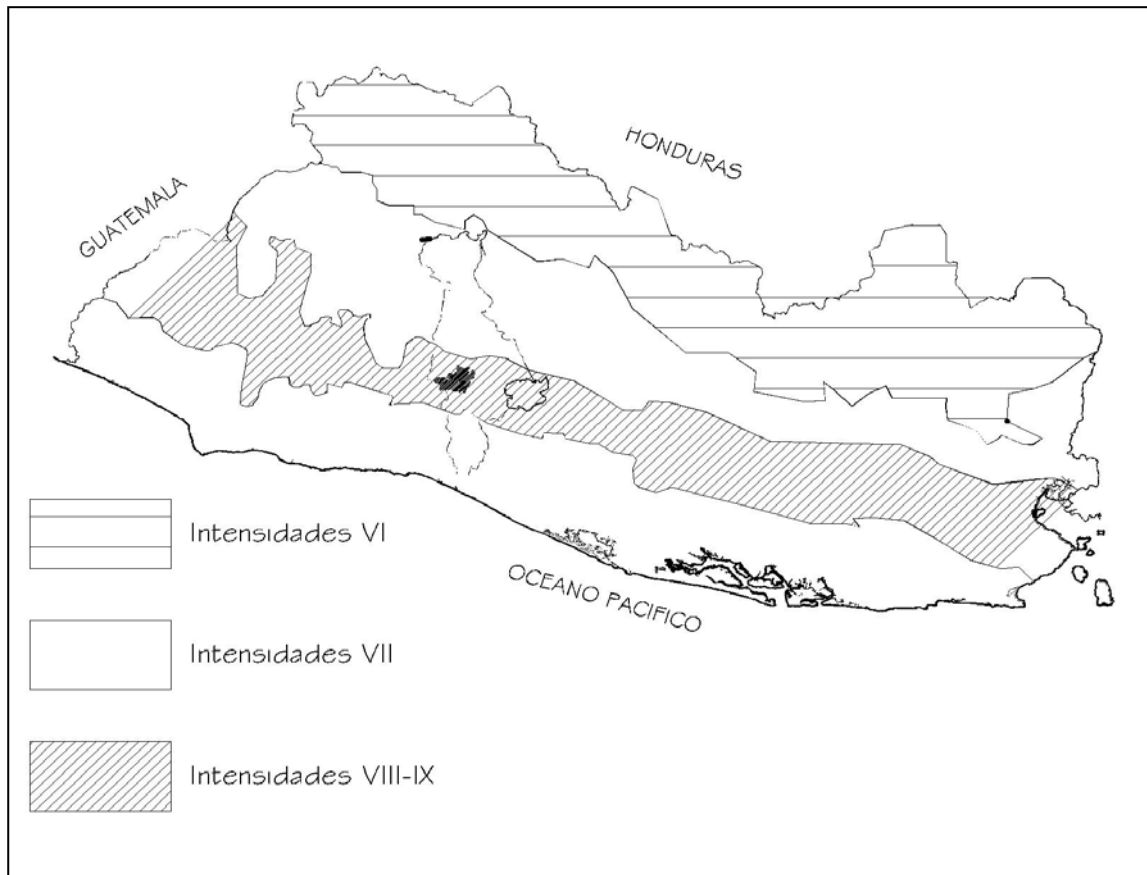 HONDURAS
GUATEMALA
OCEANO PACIFICO
Intensidades VI
Intensidades VII
Intensidades VIII-IX